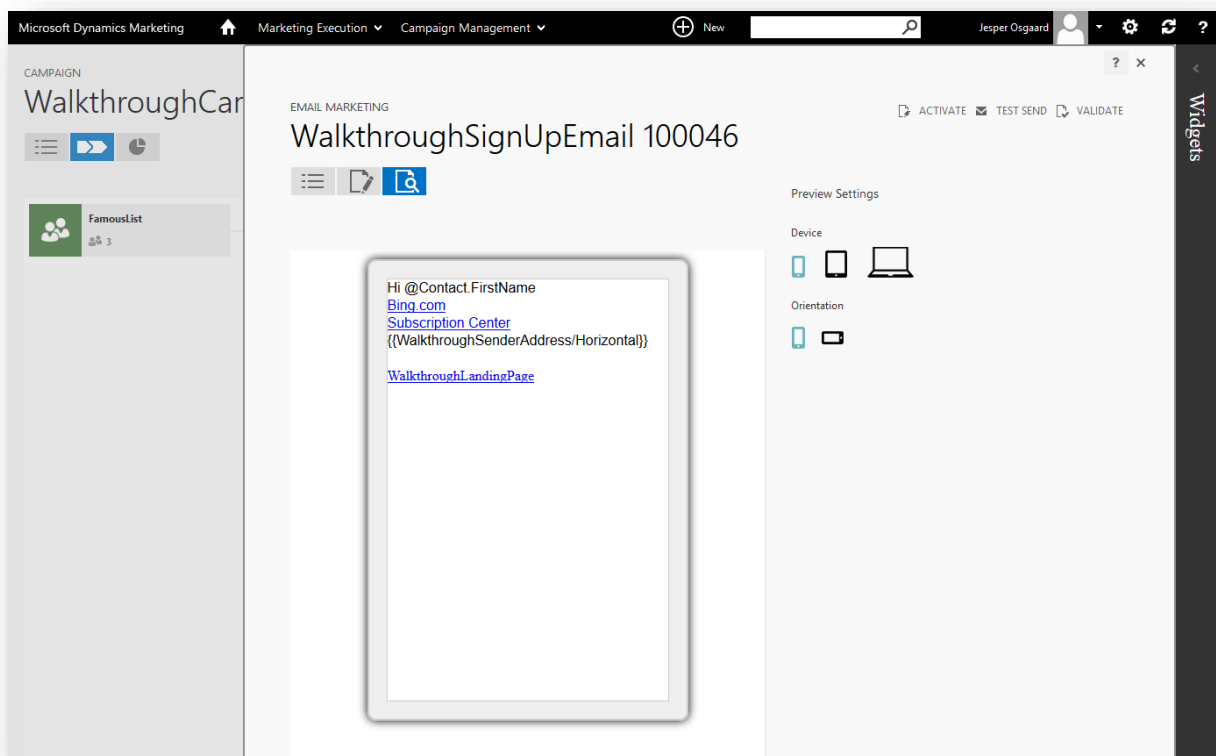 Microsoft Dynamics Marketing Marketing Execution Campaign Management New Jesper Osgaard ?
? ×
CAMPAIGN
WalkthroughCar
EMAIL MARKETING
WalkthroughSignUpEmail 100046
ACTIVATE TEST SEND VALIDATE
Widgets
FamousList
3
Preview Settings
Device
Orientation
Hi @Contact.FirstName
Bing.com
Subscription Center
{{WalkthroughSenderAddress/Horizontal}}
WalkthroughLandingPage